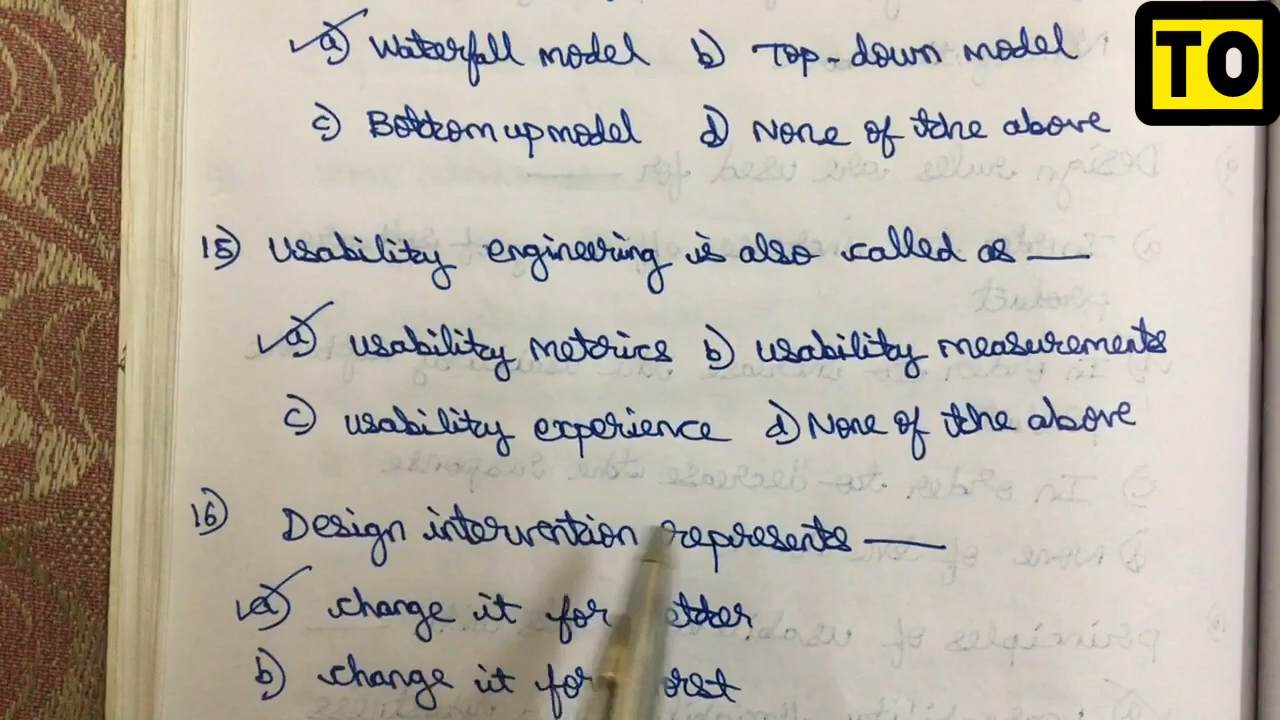 TO
a) Waterfall model b) Top-down model
c) Bottom up model d) None of the above
15) Usability engineering is also called as —
a) usability metrics b) usability measurements
c) usability experience d) None of the above
16) Design intervention represents —
a) change it for
b) change it for